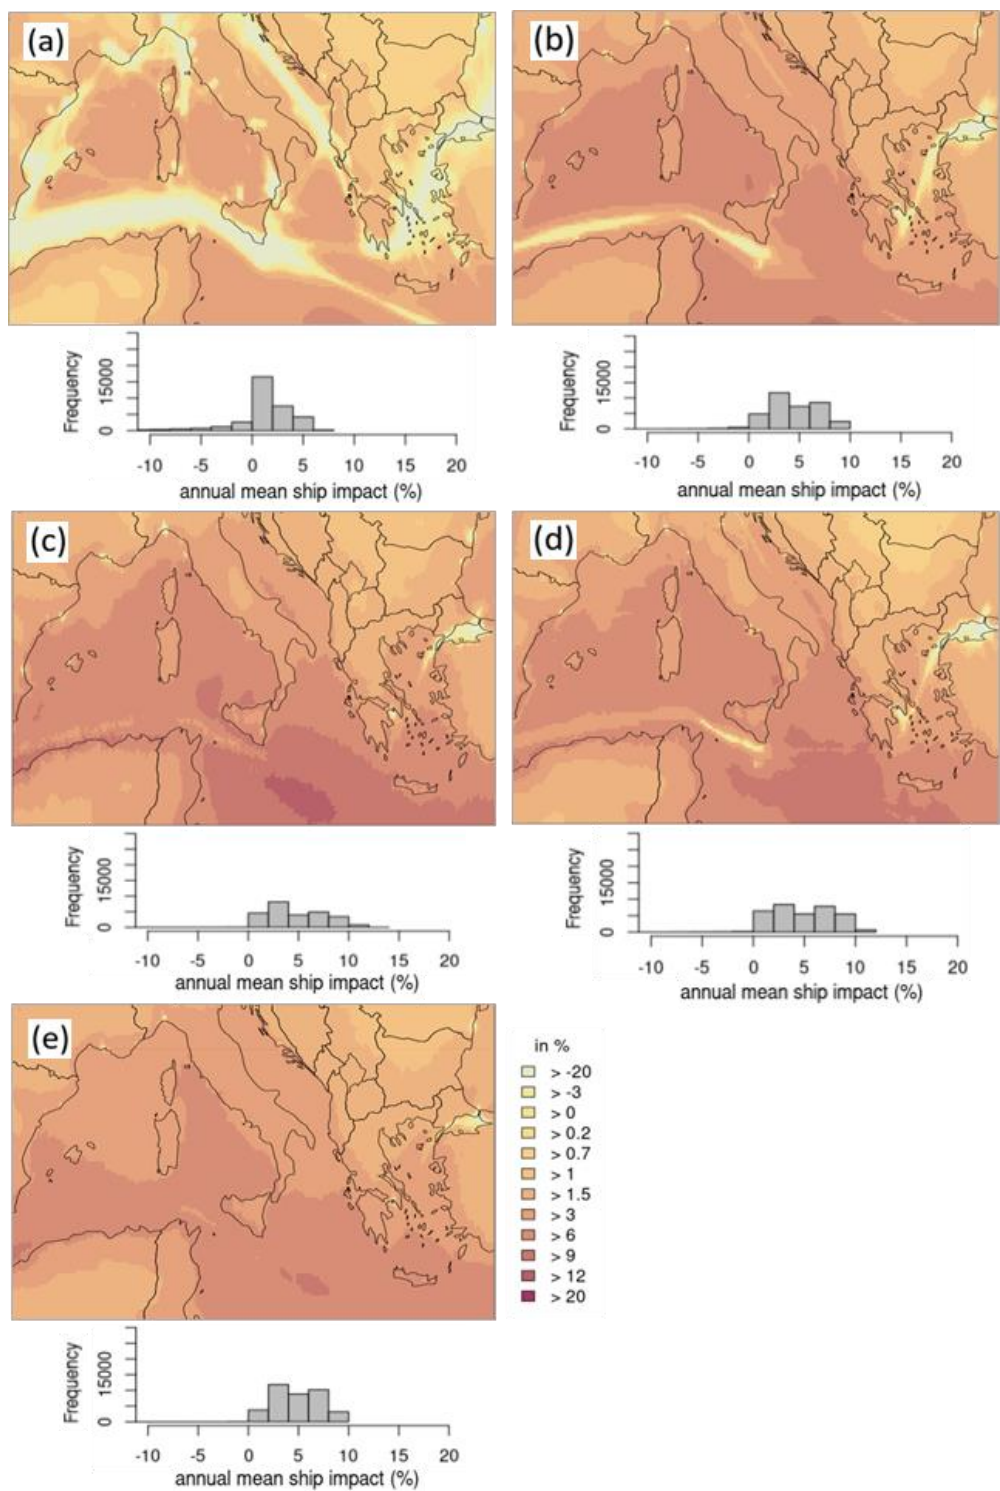 (a)
(b)
Frequency
0 15000
-10 -5 0 5 10 15 20
annual mean ship impact (%)
Frequency
0 15000
-10 -5 0 5 10 15 20
annual mean ship impact (%)
(c)
(d)
Frequency
0 15000
-10 -5 0 5 10 15 20
annual mean ship impact (%)
Frequency
0 15000
-10 -5 0 5 10 15 20
annual mean ship impact (%)
(e)
in %
> -20
> -3
> 0
> 0.2
> 0.7
> 1
> 1.5
> 3
> 6
> 9
> 12
> 20
Frequency
0 15000
-10 -5 0 5 10 15 20
annual mean ship impact (%)